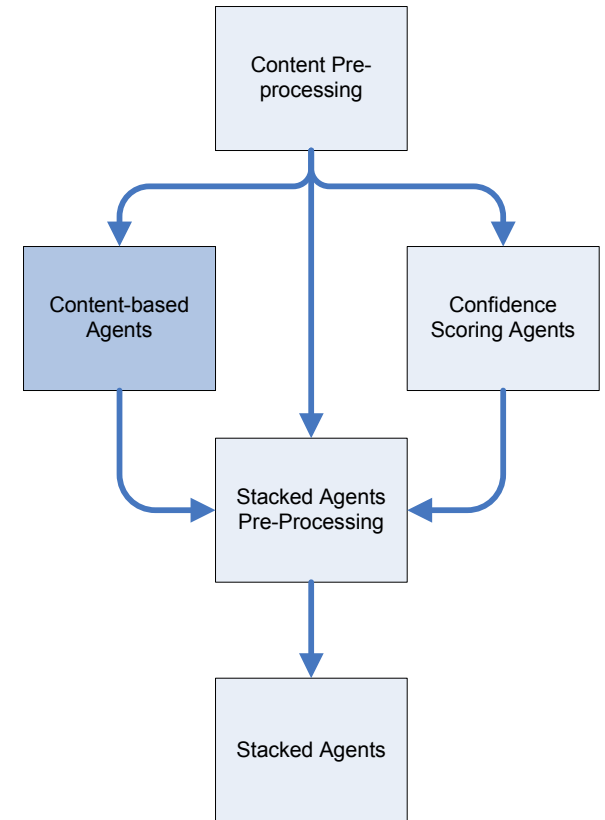 Content Pre-
processing
Content-based
Agents
Confidence
Scoring Agents
Stacked Agents
Pre-Processing
Stacked Agents